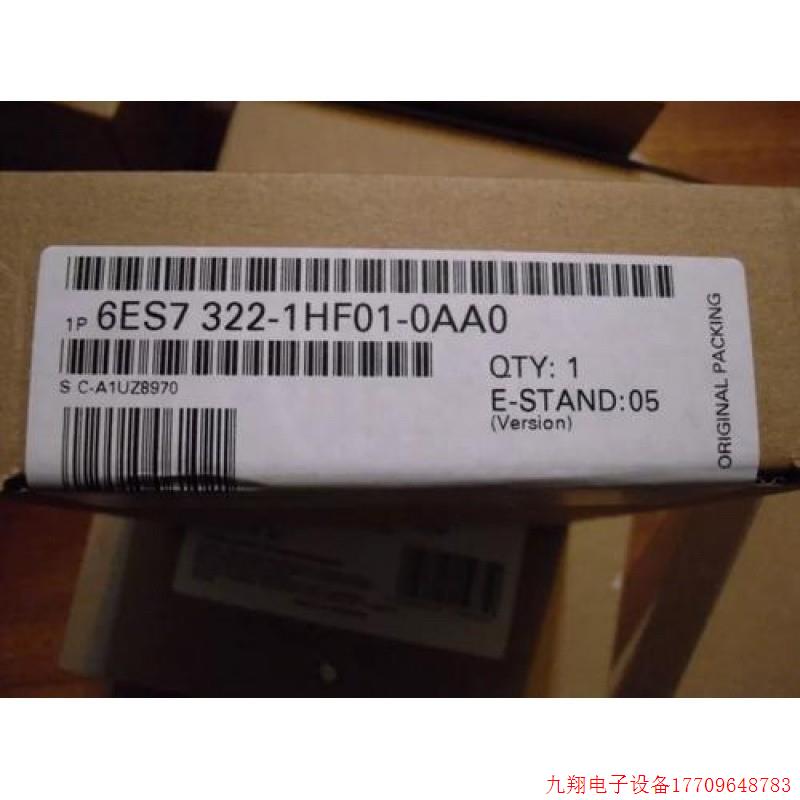 1P 6ES7 322-1HF01-0AA0
S C-A1UZ8970
QTY: 1
E-STAND:05
(Version)
ORIGINAL PACKING
九翔电子设备17709648783